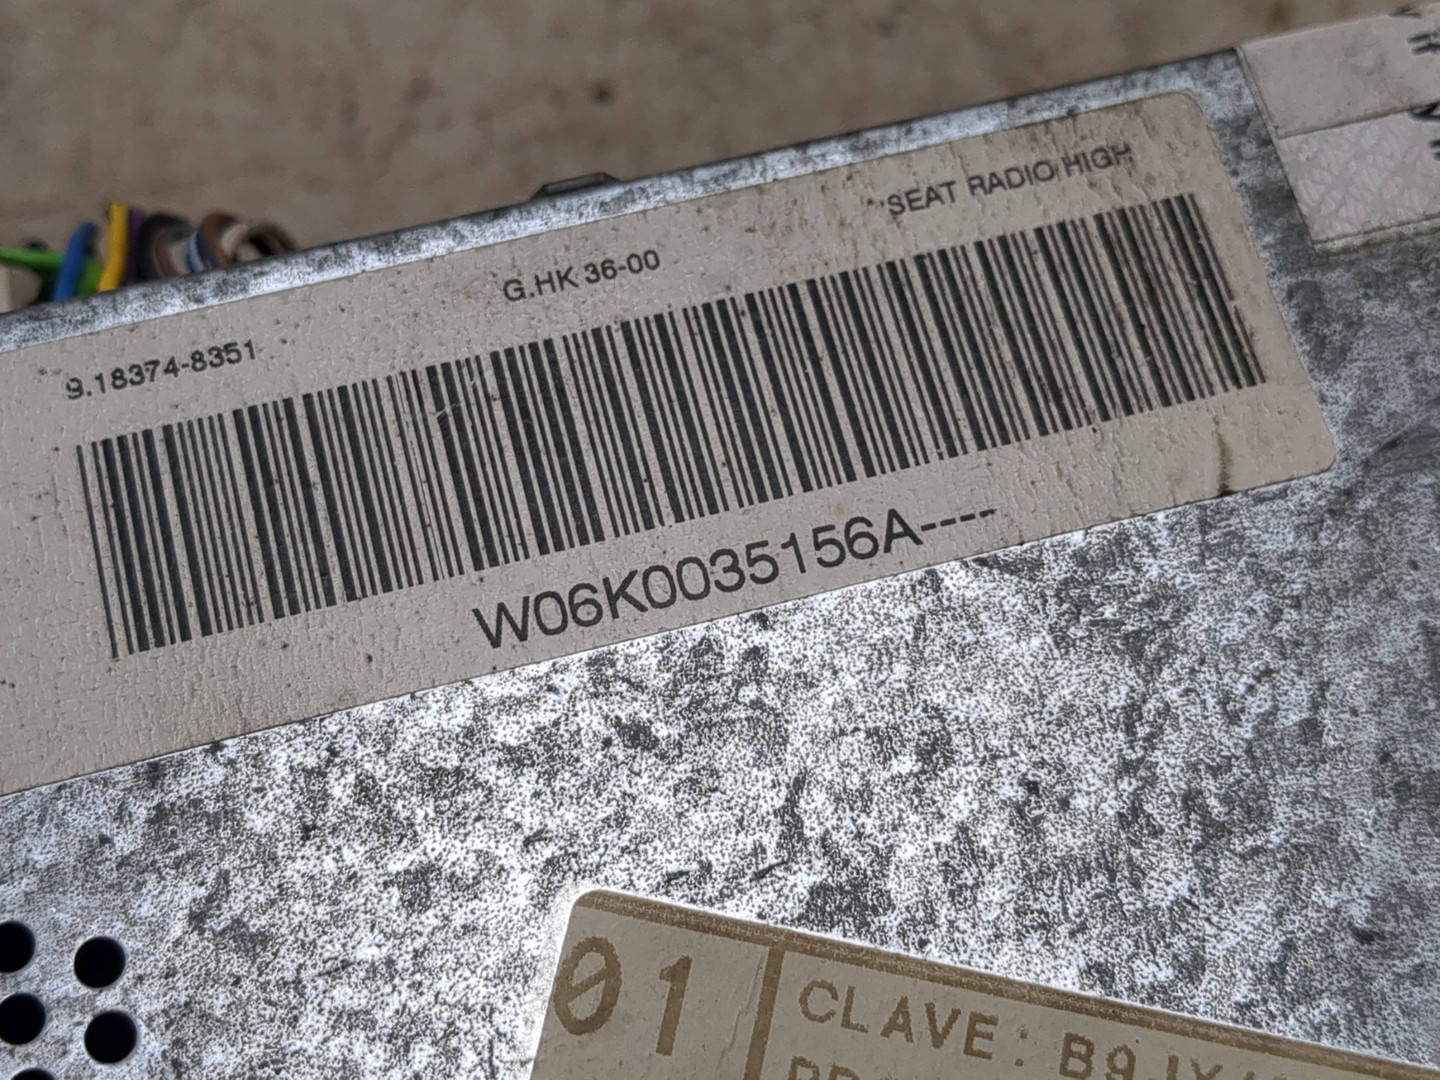 SEAT RADIO HIGH
G.HK 36-00
9.18374-8351
W06K0035156A----
01
CLAVE: